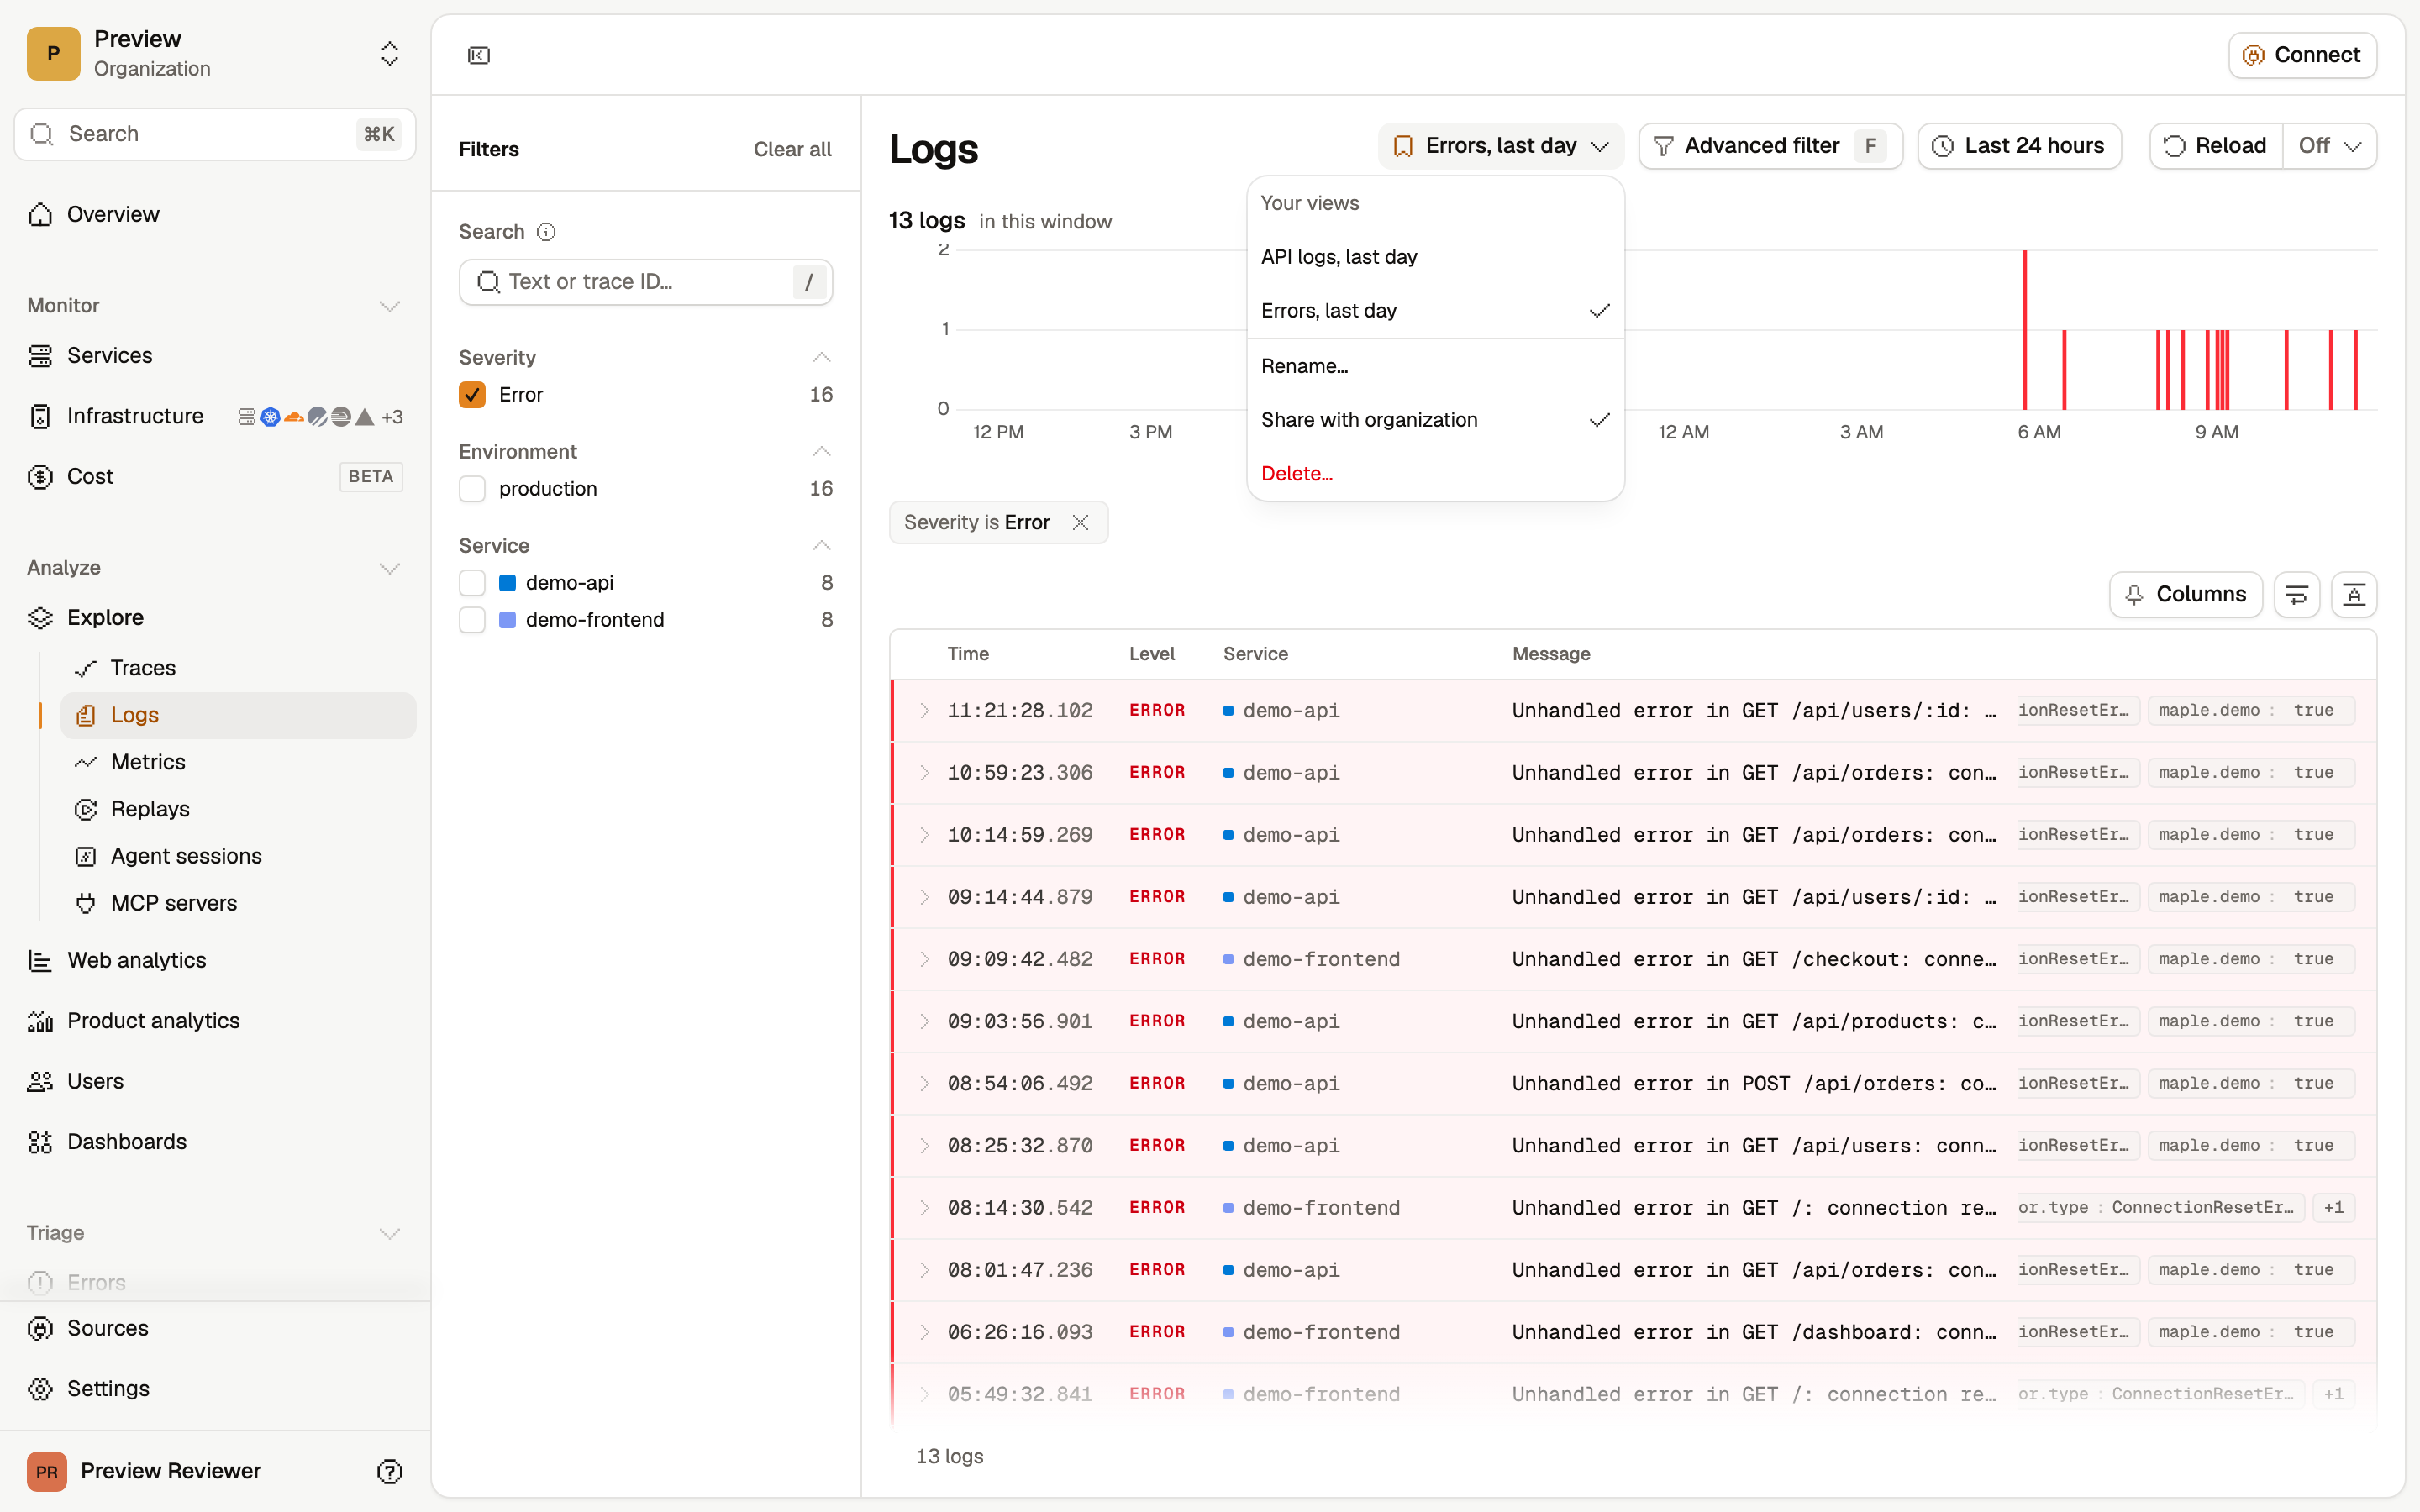 P
Preview
Organization
Search
⌘K
Overview
Monitor
Services
Infrastructure
+3
Cost
BETA
Analyze
Explore
Traces
Logs
Metrics
Replays
Agent sessions
MCP servers
Web analytics
Product analytics
Users
Dashboards
Triage
Errors
Sources
Settings
PR
Preview Reviewer
Connect
Filters
Clear all
Search
Text or trace ID...
/
Severity
Error 16
Environment
production 16
Service
demo-api 8
demo-frontend 8
Logs
Errors, last day
Advanced filter F
Last 24 hours
Reload
Off
13 logs in this window
Your views
API logs, last day
Errors, last day
Rename...
Share with organization
Delete...
2
1
0
12 PM 3 PM 12 AM 3 AM 6 AM 9 AM
Severity is Error
Columns
Time Level Service Message
11:21:28.102 ERROR demo-api Unhandled error in GET /api/users/:id: … ionResetEr… maple.demo : true
10:59:23.306 ERROR demo-api Unhandled error in GET /api/orders: con… ionResetEr… maple.demo : true
10:14:59.269 ERROR demo-api Unhandled error in GET /api/orders: con… ionResetEr… maple.demo : true
09:14:44.879 ERROR demo-api Unhandled error in GET /api/users/:id: … ionResetEr… maple.demo : true
09:09:42.482 ERROR demo-frontend Unhandled error in GET /checkout: conne… ionResetEr… maple.demo : true
09:03:56.901 ERROR demo-api Unhandled error in GET /api/products: c… ionResetEr… maple.demo : true
08:54:06.492 ERROR demo-api Unhandled error in POST /api/orders: co… ionResetEr… maple.demo : true
08:25:32.870 ERROR demo-api Unhandled error in GET /api/users: conn… ionResetEr… maple.demo : true
08:14:30.542 ERROR demo-frontend Unhandled error in GET /: connection re… or.type : ConnectionResetEr… +1
08:01:47.236 ERROR demo-api Unhandled error in GET /api/orders: con… ionResetEr… maple.demo : true
06:26:16.093 ERROR demo-frontend Unhandled error in GET /dashboard: conn… ionResetEr… maple.demo : true
05:49:32.841 ERROR demo-frontend Unhandled error in GET /: connection re… or.type : ConnectionResetEr… +1
13 logs